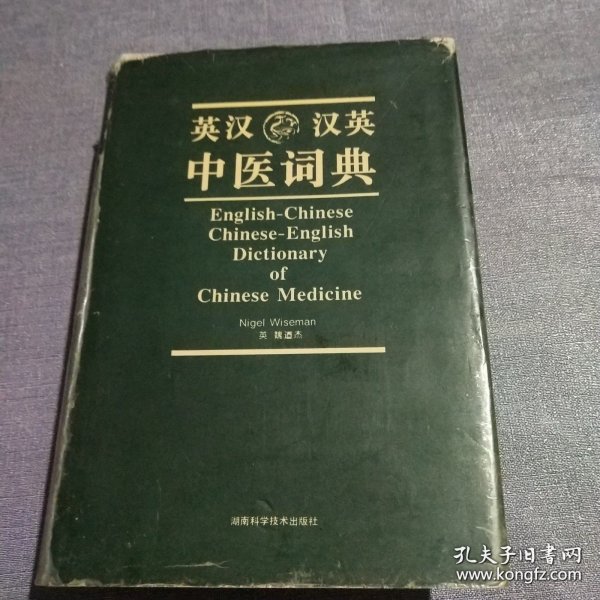 英汉 汉英
中医词典
English-Chinese
Chinese-English
Dictionary
of
Chinese Medicine
Nigel Wiseman
英 魏迺杰
湖南科学技术出版社
孔夫子旧书网
www.kongfz.com